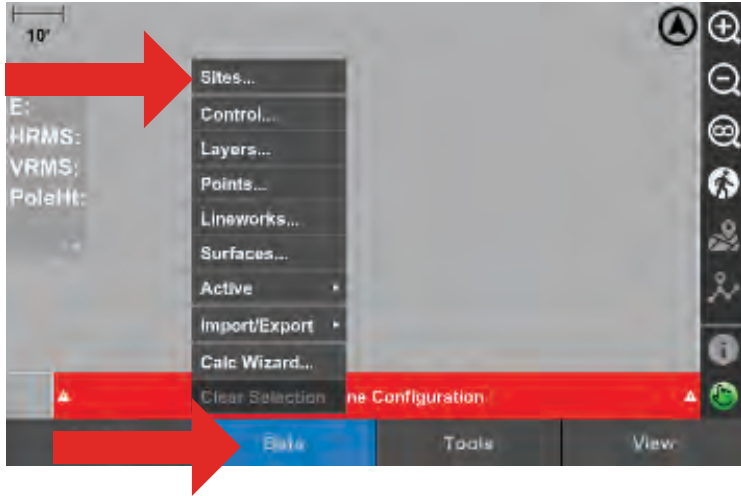 10'
E:
HRMS:
VRMS:
PoleHt:
Sites...
Control...
Layers...
Points...
Lineworks...
Surfaces...
Active
Import/Export
Calc Wizard...
Clear Selection
ne Configuration
Data
Tools
View